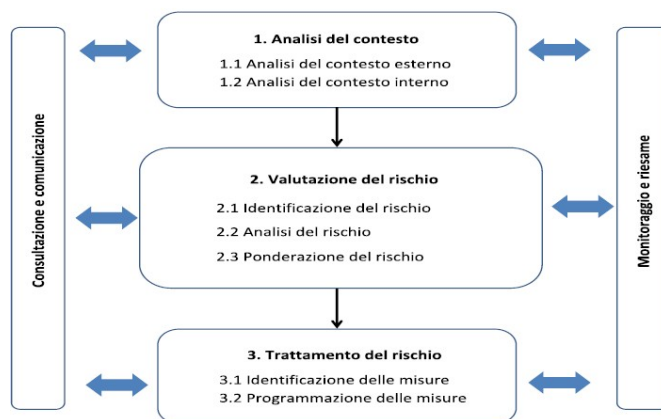 Consultazione e comunicazione
1. Analisi del contesto
1.1 Analisi del contesto esterno
1.2 Analisi del contesto interno
2. Valutazione del rischio
2.1 Identificazione del rischio
2.2 Analisi del rischio
2.3 Ponderazione del rischio
3. Trattamento del rischio
3.1 Identificazione delle misure
3.2 Programmazione delle misure
Monitoraggio e riesame